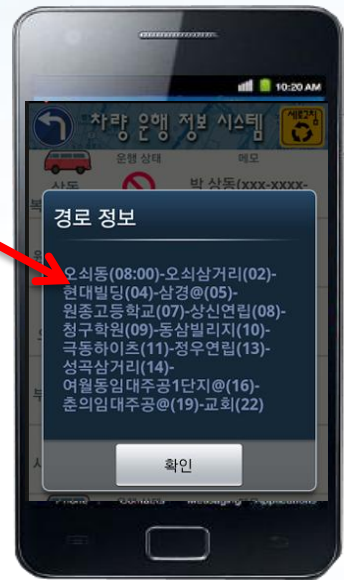 10:20 AM
차량 운행 정보 시스템
새로고침
운행 상태
메모
상동
박 상동(xxx-xxxx-
경로 정보
오쇠동(08:00)-오쇠삼거리(02)-
현대빌딩(04)-삼경@(05)-
원종고등학교(07)-상신연립(08)-
청구학원(09)-동삼빌리지(10)-
극동하이츠(11)-정우연립(13)-
성곡삼거리(14)-
여월동임대주공1단지@(16)-
춘의임대주공@(19)-교회(22)
확인